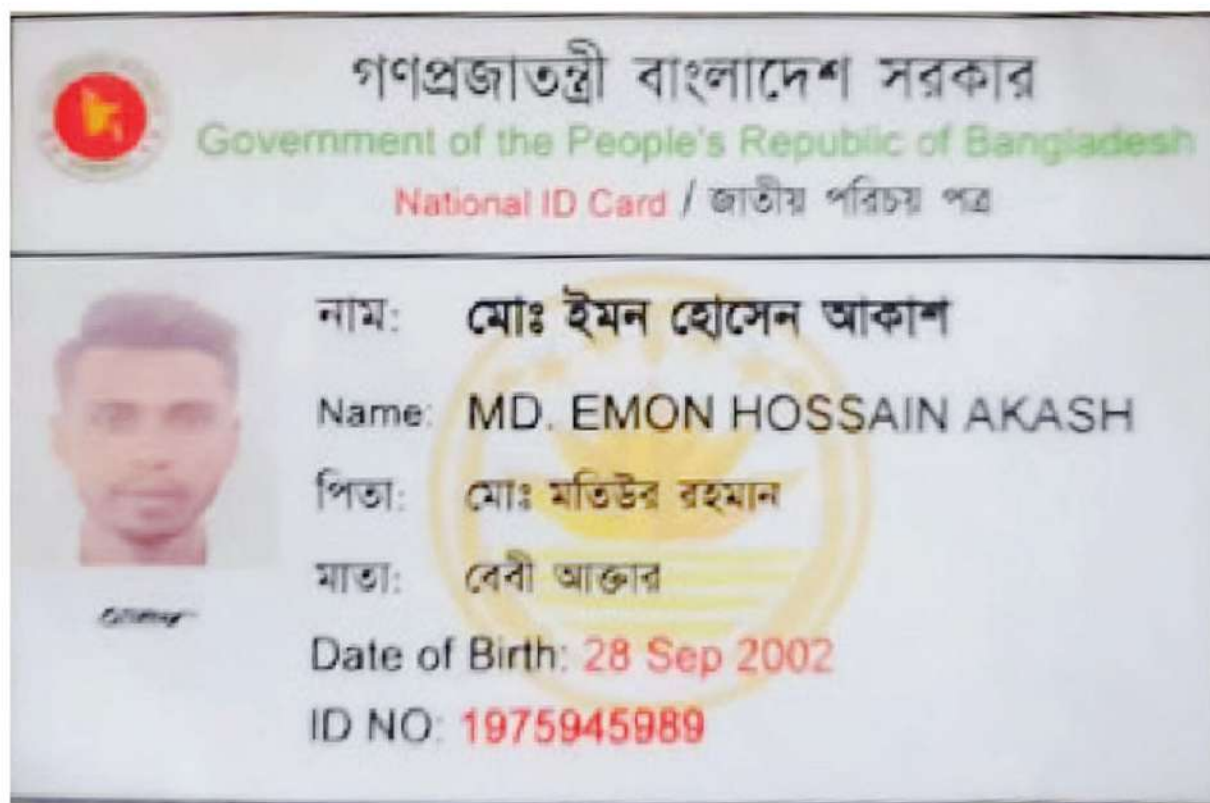 গণপ্রজাতন্ত্রী বাংলাদেশ সরকার
Government of the People's Republic of Bangladesh
National ID Card / জাতীয় পরিচয় পত্র
নাম: মোঃ ইমন হোসেন আকাশ
Name: MD. EMON HOSSAIN AKASH
পিতা: মোঃ মতিউর রহমান
মাতা: বেবী আক্তার
Date of Birth: 28 Sep 2002
ID NO: 1975945989